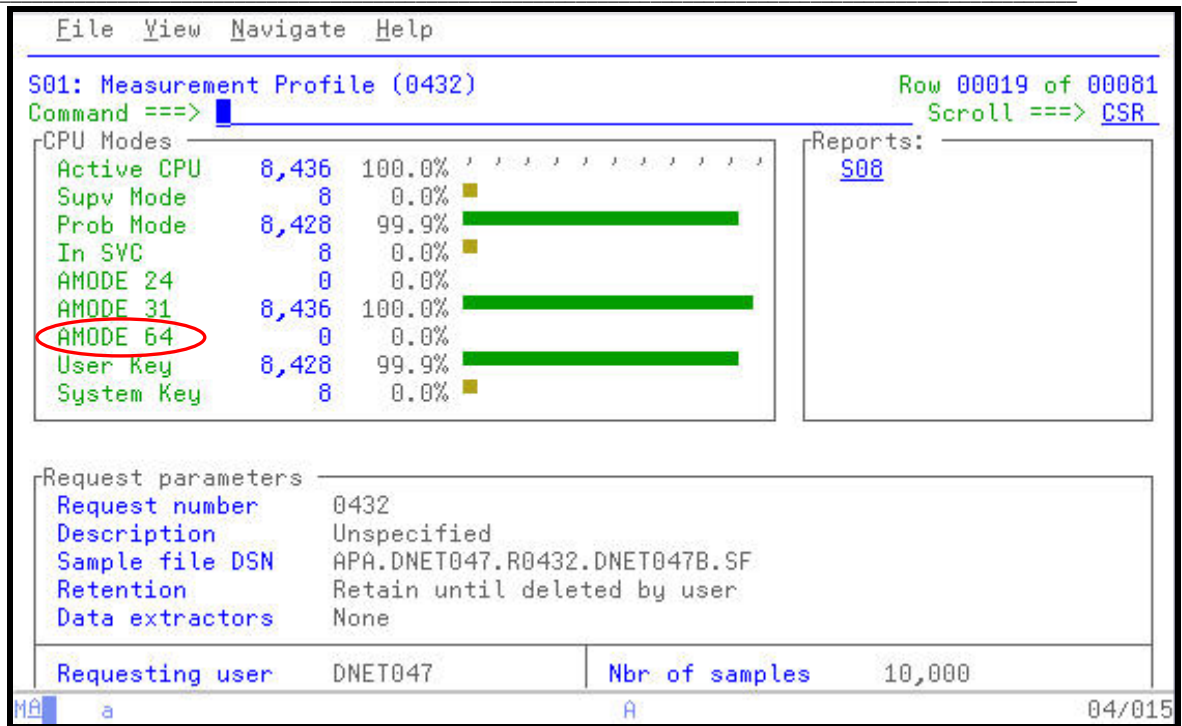 File View Navigate Help
S01: Measurement Profile (0432) Row 00019 of 00081
Command ===> Scroll ===> CSR
CPU Modes Reports:
Active CPU 8,436 100.0% S08
Supv Mode 8 0.0%
Prob Mode 8,428 99.9%
In SVC 8 0.0%
AMODE 24 0 0.0%
AMODE 31 8,436 100.0%
AMODE 64 0 0.0%
User Key 8,428 99.9%
System Key 8 0.0%
Request parameters
Request number 0432
Description Unspecified
Sample file DSN APA.DNET047.R0432.DNET047B.SF
Retention Retain until deleted by user
Data extractors None
Requesting user DNET047 Nbr of samples 10,000
MA a A 04/015